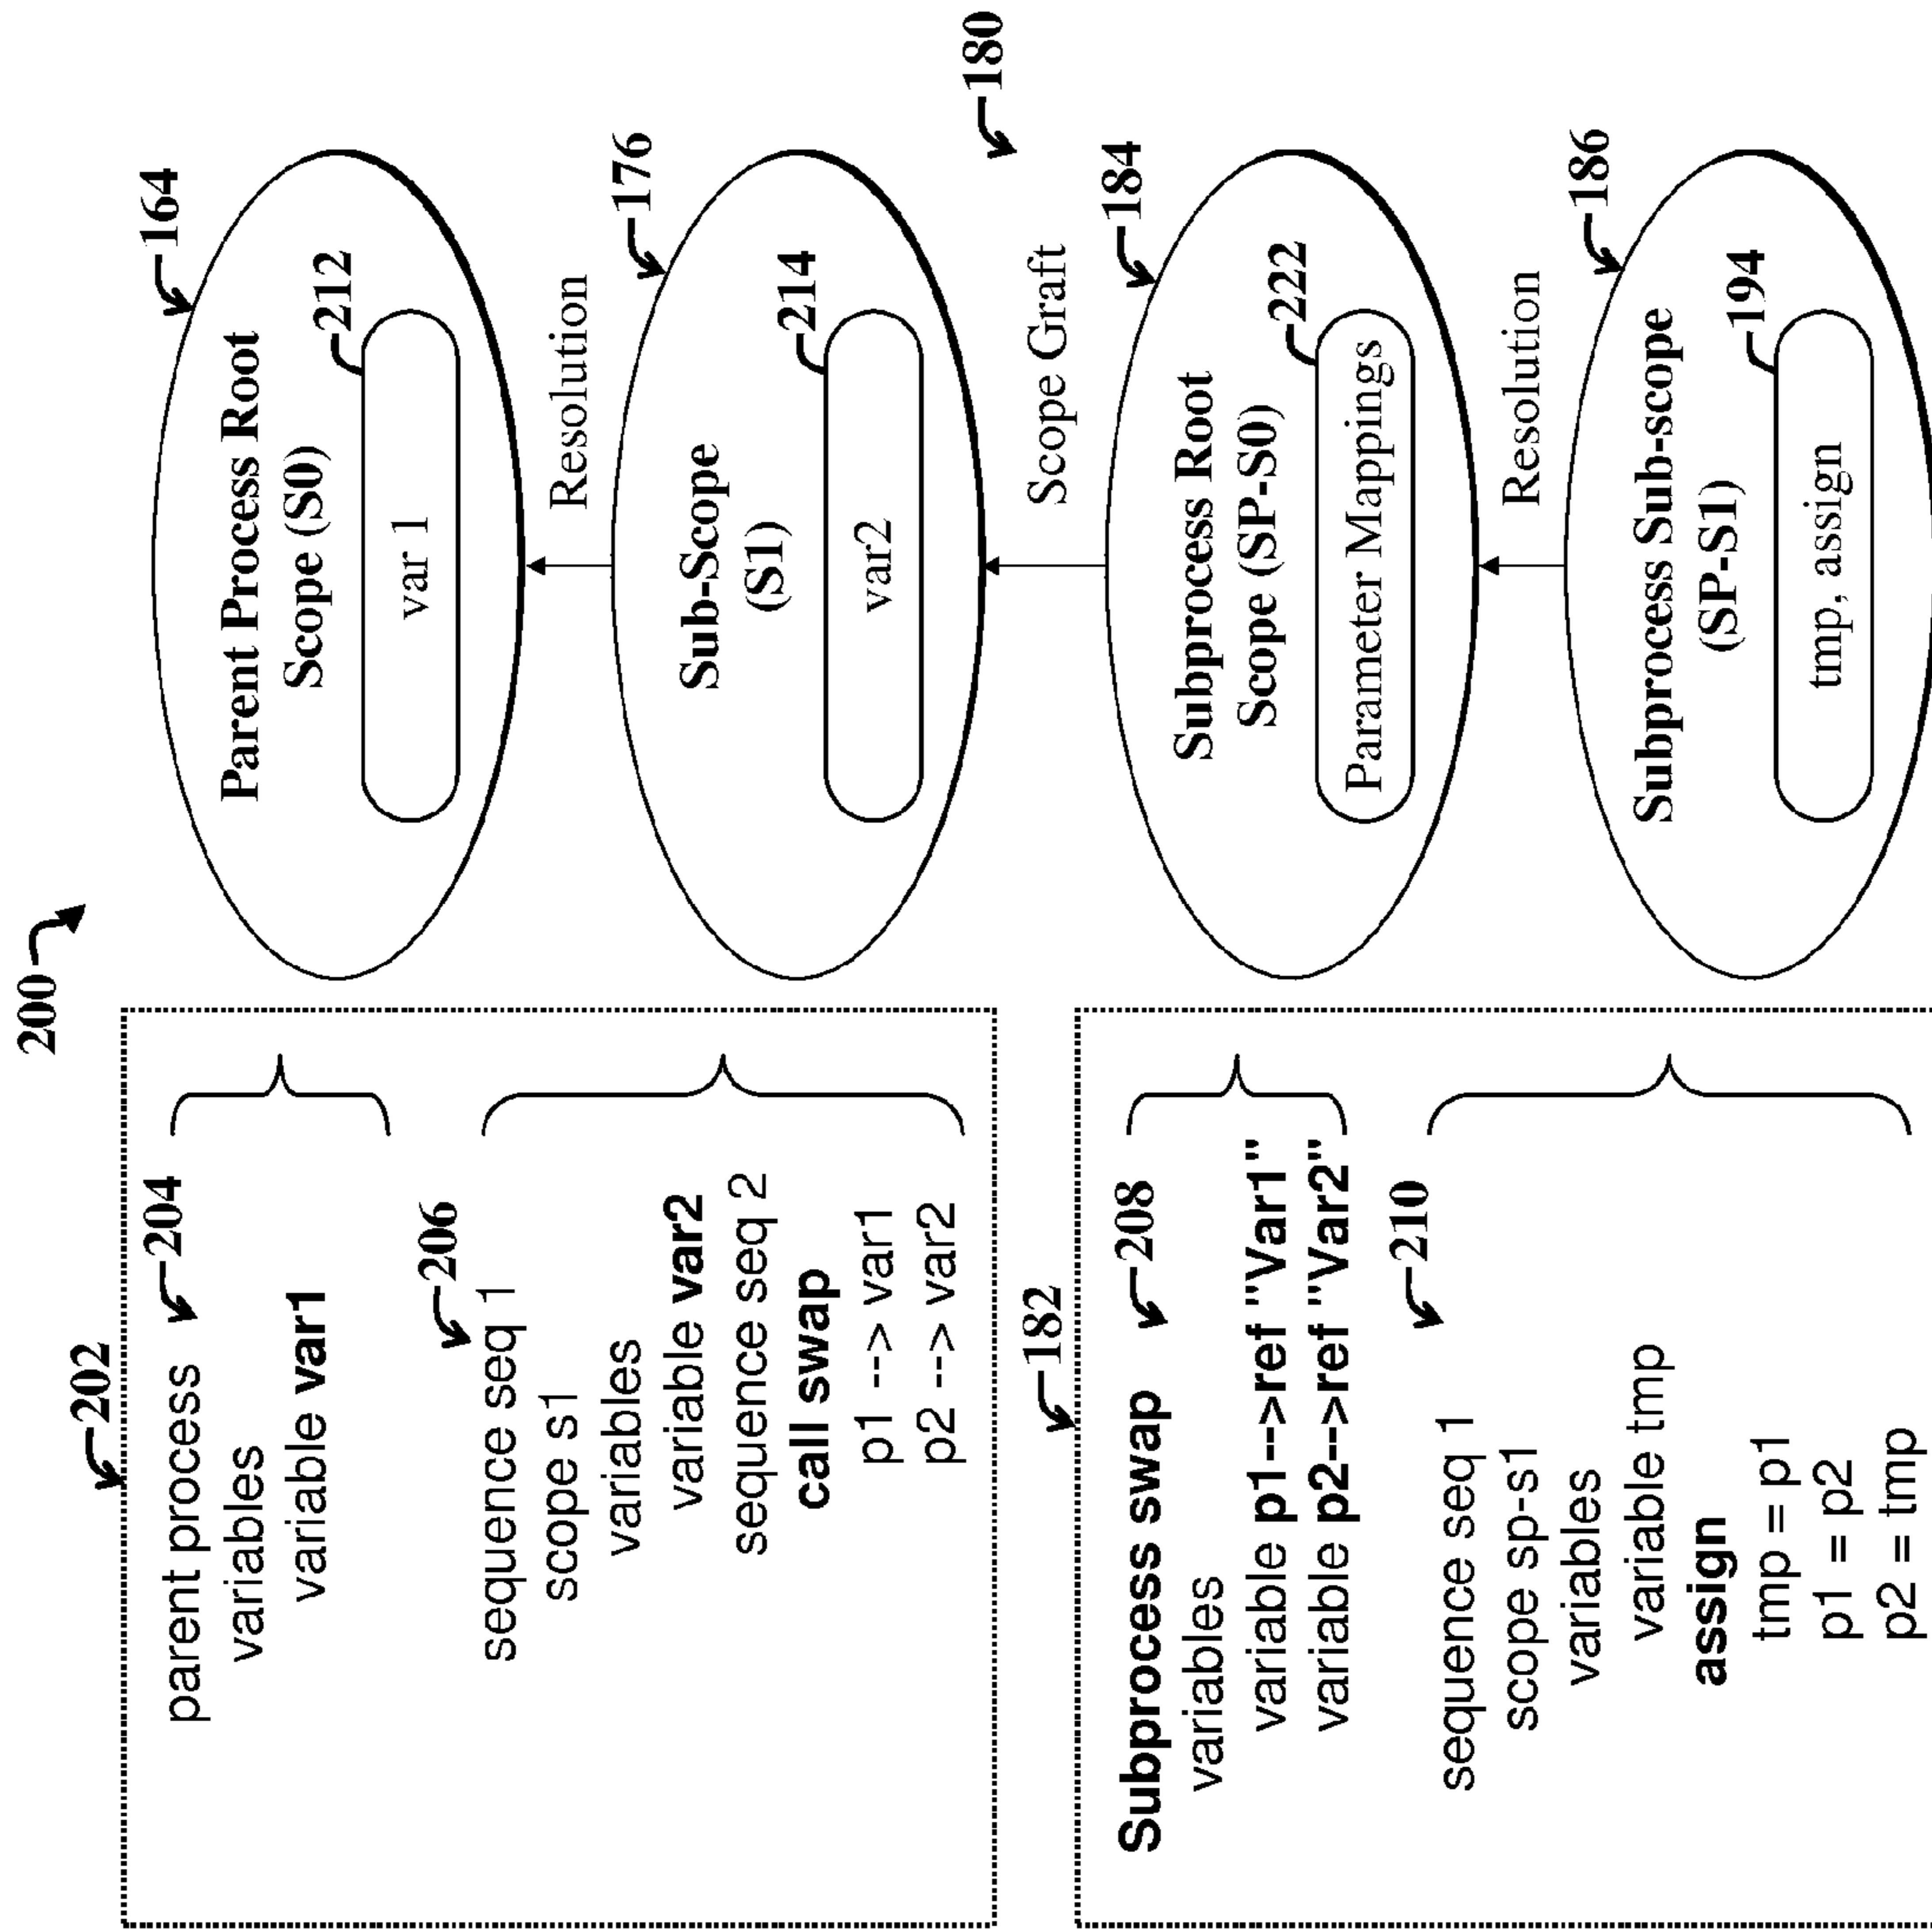 200
202
parent process
204
variables
variable var1
206
sequence seq 1
scope s1
variables
variable var2
sequence seq 2
call swap
p1 --> var1
p2 --> var2
182
Subprocess swap
208
variables
variable p1-->ref "Var1"
variable p2-->ref "Var2"
210
sequence seq 1
scope sp-s1
variables
variable tmp
assign
tmp = p1
p1 = p2
p2 = tmp
164
Parent Process Root
Scope (S0)
212
var 1
Resolution
176
Sub-Scope
(S1)
214
var2
180
Scope Graft
184
Subprocess Root
Scope (SP-S0)
222
Parameter Mappings
Resolution
186
Subprocess Sub-scope
(SP-S1)
194
tmp, assign